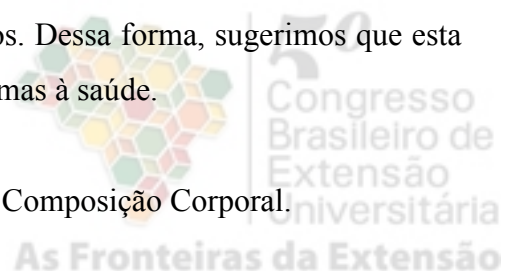 os. Dessa forma, sugerimos que esta
mas à saúde.
Composição Corporal.
5º
Congresso
Brasileiro de
Extensão
Universitária
As Fronteiras da Extensão